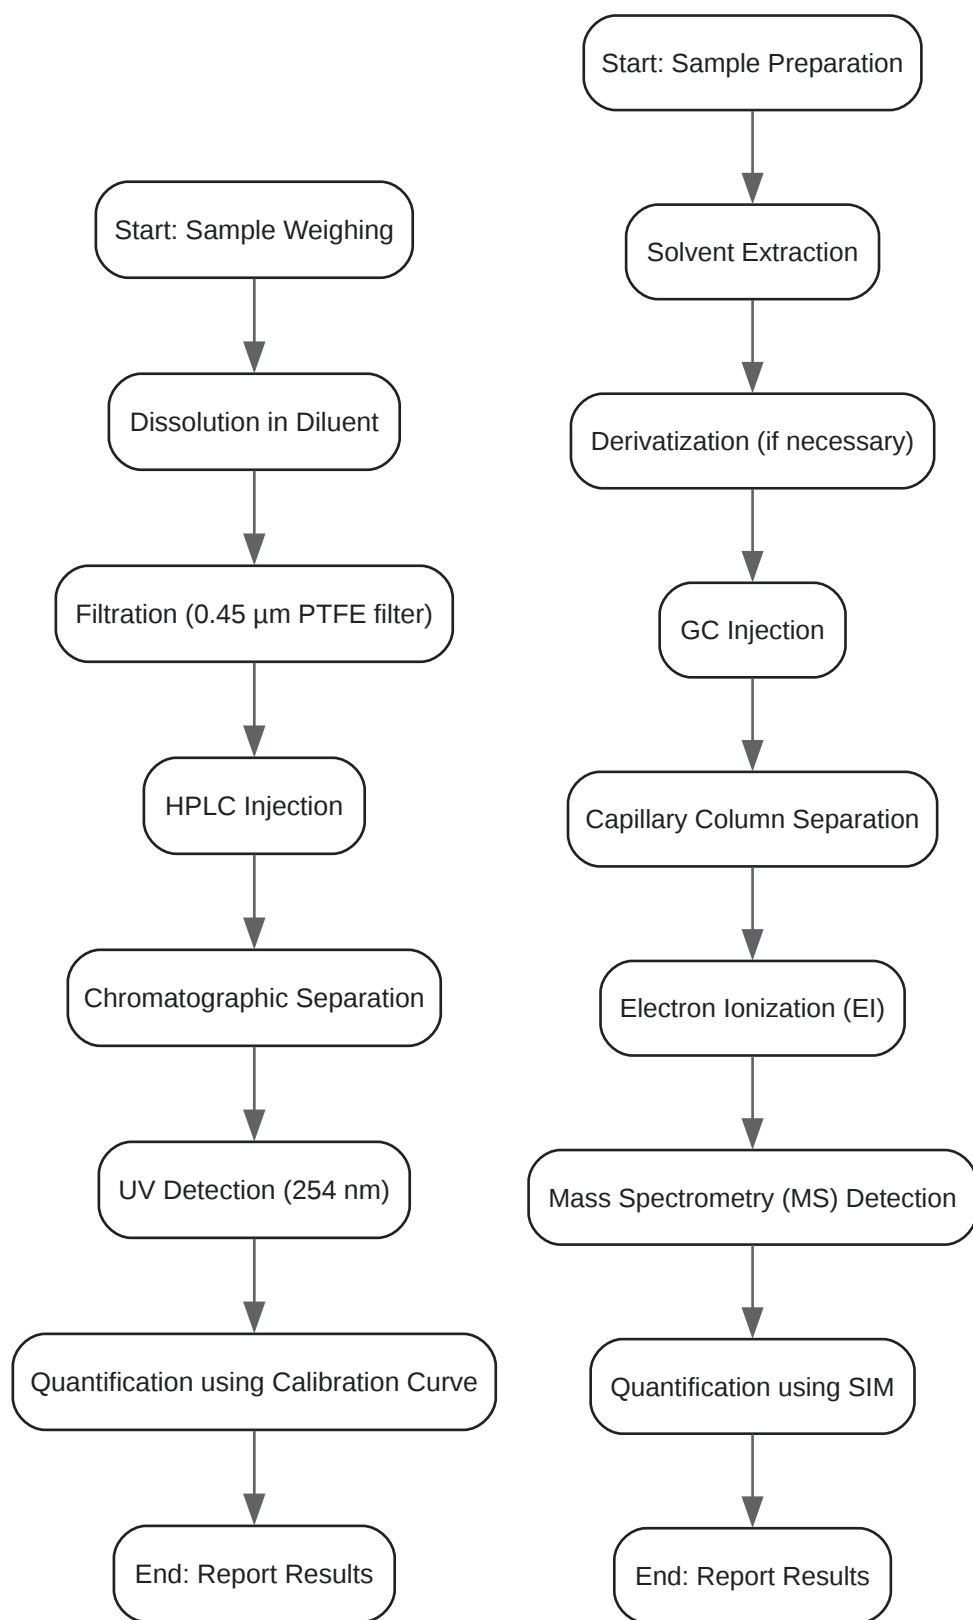 Start: Sample Weighing
Dissolution in Diluent
Filtration (0.45 µm PTFE filter)
HPLC Injection
Chromatographic Separation
UV Detection (254 nm)
Quantification using Calibration Curve
End: Report Results
Start: Sample Preparation
Solvent Extraction
Derivatization (if necessary)
GC Injection
Capillary Column Separation
Electron Ionization (EI)
Mass Spectrometry (MS) Detection
Quantification using SIM
End: Report Results